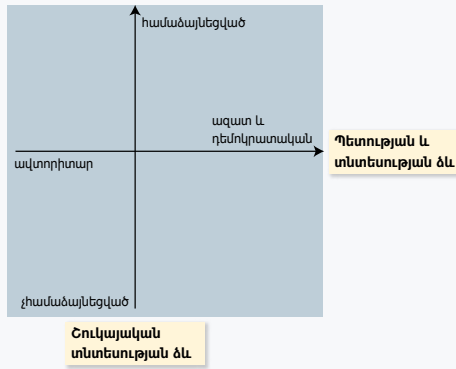 համաձայնեցված
ազատ և
դեմոկրատական
Պետության և
տնտեսության ձև
ավտորիտար
չհամաձայնեցված
Շուկայական
տնտեսության ձև